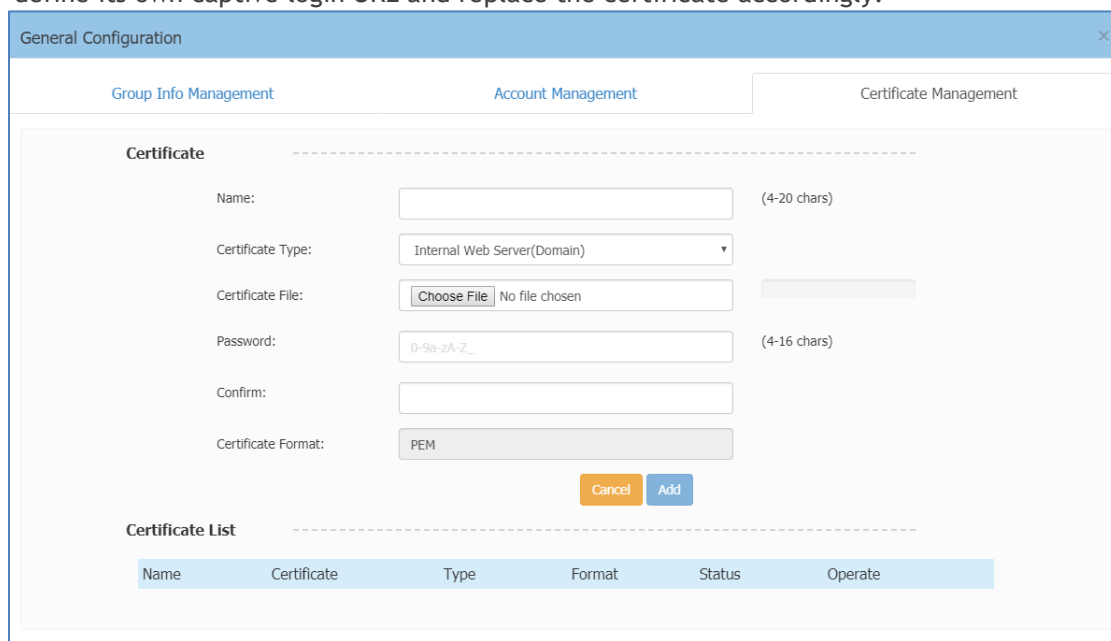 define its own captive login URL and replace the certificate accordingly.
General Configuration ×
Group Info Management Account Management Certificate Management
Certificate
Name: (4-20 chars)
Certificate Type: Internal Web Server(Domain)
Certificate File: Choose File No file chosen
Password: 0-9a-zA-Z_ (4-16 chars)
Confirm:
Certificate Format: PEM
Cancel Add
Certificate List
Name Certificate Type Format Status Operate